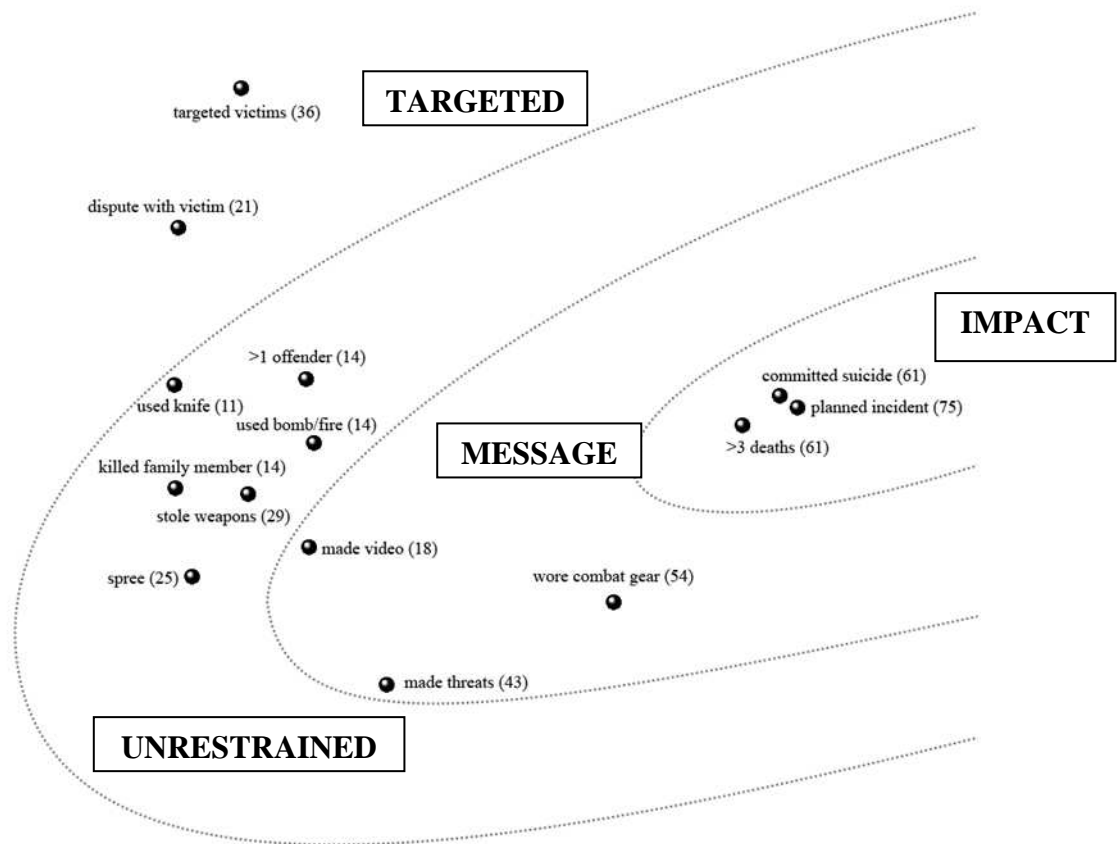 TARGETED
targeted victims (36)
dispute with victim (21)
IMPACT
>1 offender (14)
committed suicide (61)
used knife (11)
planned incident (75)
used bomb/fire (14)
>3 deaths (61)
MESSAGE
killed family member (14)
stole weapons (29)
made video (18)
spree (25)
wore combat gear (54)
made threats (43)
UNRESTRAINED